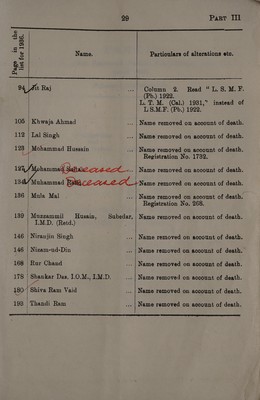 29
PART III
Page in the list for 1936.
Name.
Particulars of alterations etc.
94 Jit Raj ... Column 2. Read "L. S. M. F.
(Pb.) 1922.
L. T. M. (Cal.) 1931," instead of
L.S.M.F. (Pb.) 1922.
105 Khwaja Ahmad ... Name removed on account of death.
112 Lal Singh ... Name removed on account of death.
123 Mohammad Hussain ... Name removed on account of death.
Registration No. 1732.
Muhammad Deceased Name removed on account of death.
Muhammad Deceased Name removed on account of death.
136 Mula Mal ... Name removed on account of death.
Registration No. 268.
139 Muzzammil Husain, Subedar, Name removed on account of death.
I.M.D. (Retd.)
146 Niranjin Singh ... Name removed on account of death.
146 Nizam-ud-Din ... Name removed on account of death.
168 Rur Chand ... Name removed on account of death.
178 Shankar Das, I.O.M., I.M.D. ... Name removed on account of death.
180 Shiva Ram Vaid ... Name removed on account of death.
193 Thandi Ram ... Name removed on account of death.